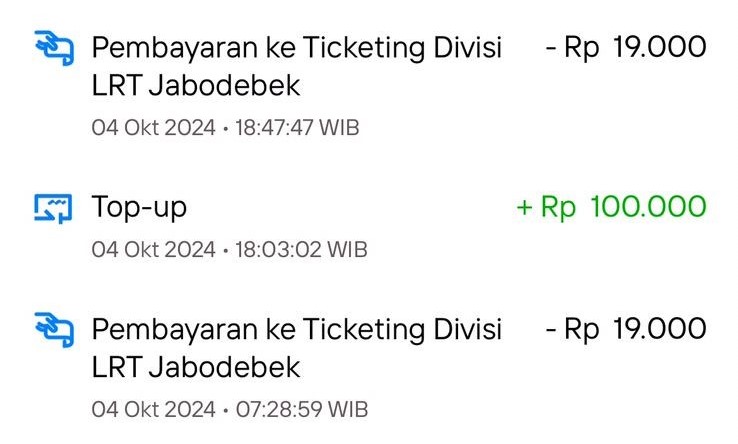 Pembayaran ke Ticketing Divisi - Rp 19.000
LRT Jabodebek
04 Okt 2024 • 18:47:47 WIB
Top-up + Rp 100.000
04 Okt 2024 • 18:03:02 WIB
Pembayaran ke Ticketing Divisi - Rp 19.000
LRT Jabodebek
04 Okt 2024 • 07:28:59 WIB